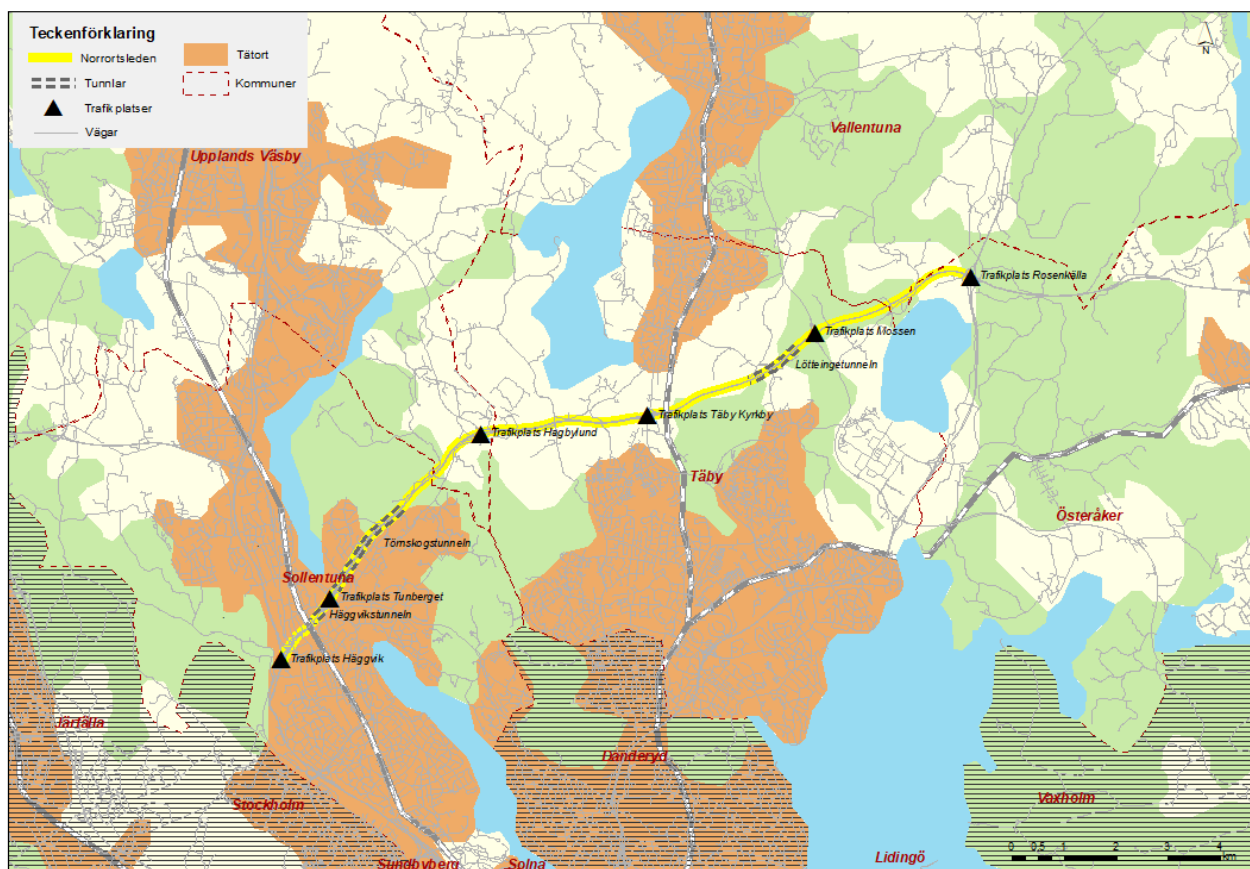 Teckenförklaring
Norrortsleden
Tätort
Tunnlar
Kommuner
Trafikplatser
Vägar
N
Vallentuna
Upplands Väsby
Trafikplats Rosenkälla
Trafikplats Mossen
Lötteingetunneln
Trafikplats Täby Kyrkby
Trafikplats Hagbylund
Täby
Österåker
Törnskogstunneln
Sollentuna
Trafikplats Tunberget
Häggvikstunneln
Trafikplats Häggvik
Järfälla
Danderyd
Stockholm
Vaxholm
Lidingö
Sundbyberg
Solna
0 0,5 1 2 3 4
km